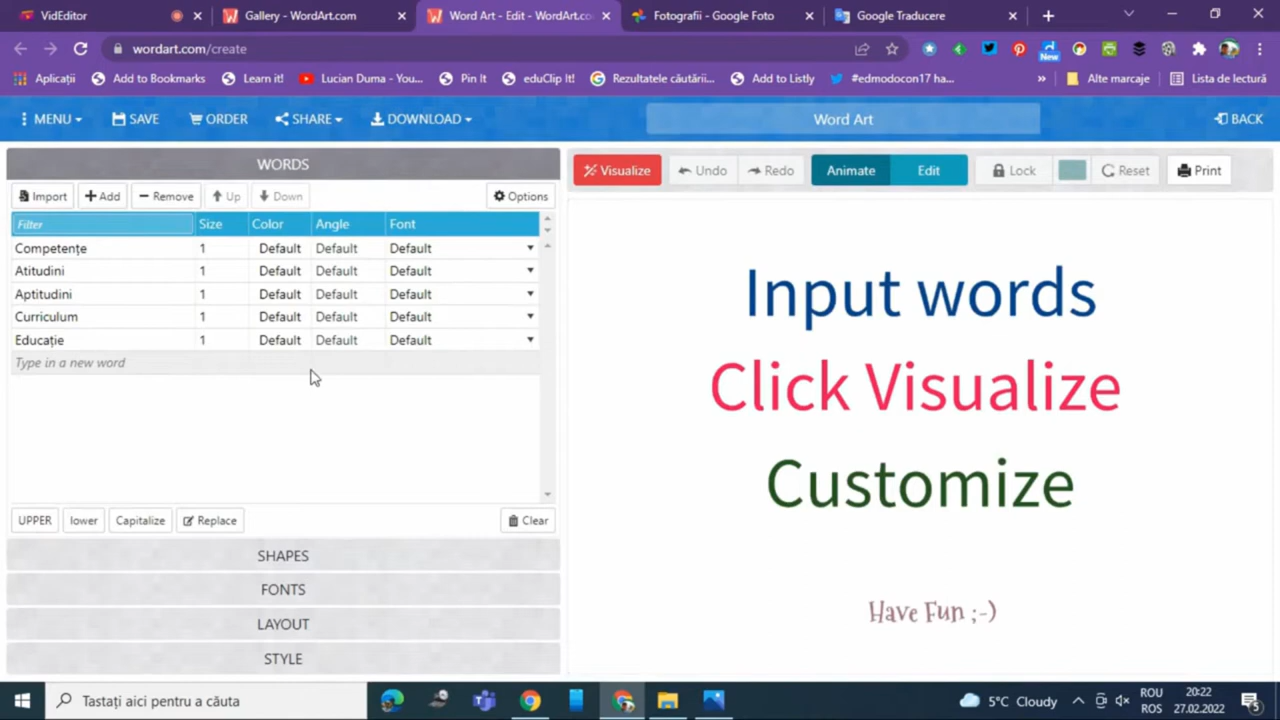 VidEditor
Gallery - WordArt.com
Word Art - Edit - WordArt.co
Fotografii - Google Foto
Google Traducere
wordart.com/create
New
Aplicații
Add to Bookmarks
Learn it!
Lucian Duma - You...
Pin It
eduClip It!
Rezultatele căutării...
Add to Listly
#edmodocon17 ha...
Alte marcaje
Lista de lectură
MENU
SAVE
ORDER
SHARE
DOWNLOAD
Word Art
BACK
WORDS
Visualize
Undo
Redo
Animate
Edit
Lock
Reset
Print
Import
Add
Remove
Up
Down
Options
Filter Size Color Angle Font
Competențe 1 Default Default Default
Atitudini 1 Default Default Default
Aptitudini 1 Default Default Default
Curriculum 1 Default Default Default
Educație 1 Default Default Default
Type in a new word
Input words
Click Visualize
Customize
Have Fun ;-)
UPPER
lower
Capitalize
Replace
Clear
SHAPES
FONTS
LAYOUT
STYLE
Tastați aici pentru a căuta
5°C Cloudy
ROU
ROS
20:22
27.02.2022
5